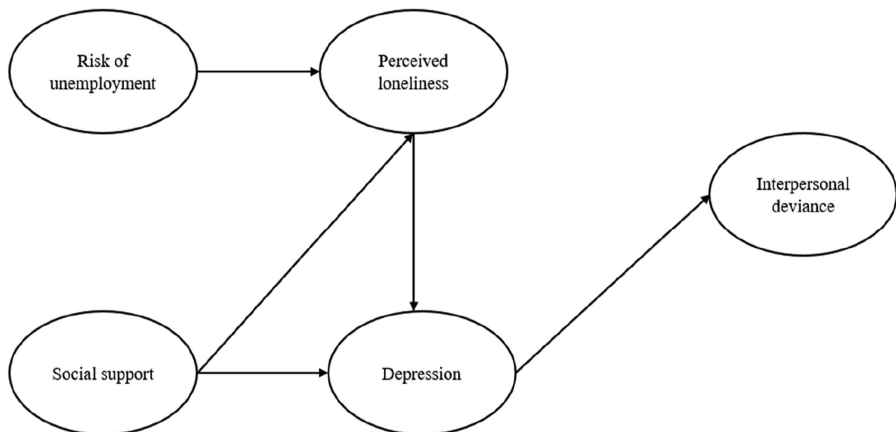 Risk of
unemployment
Perceived
loneliness
Interpersonal
deviance
Social support
Depression